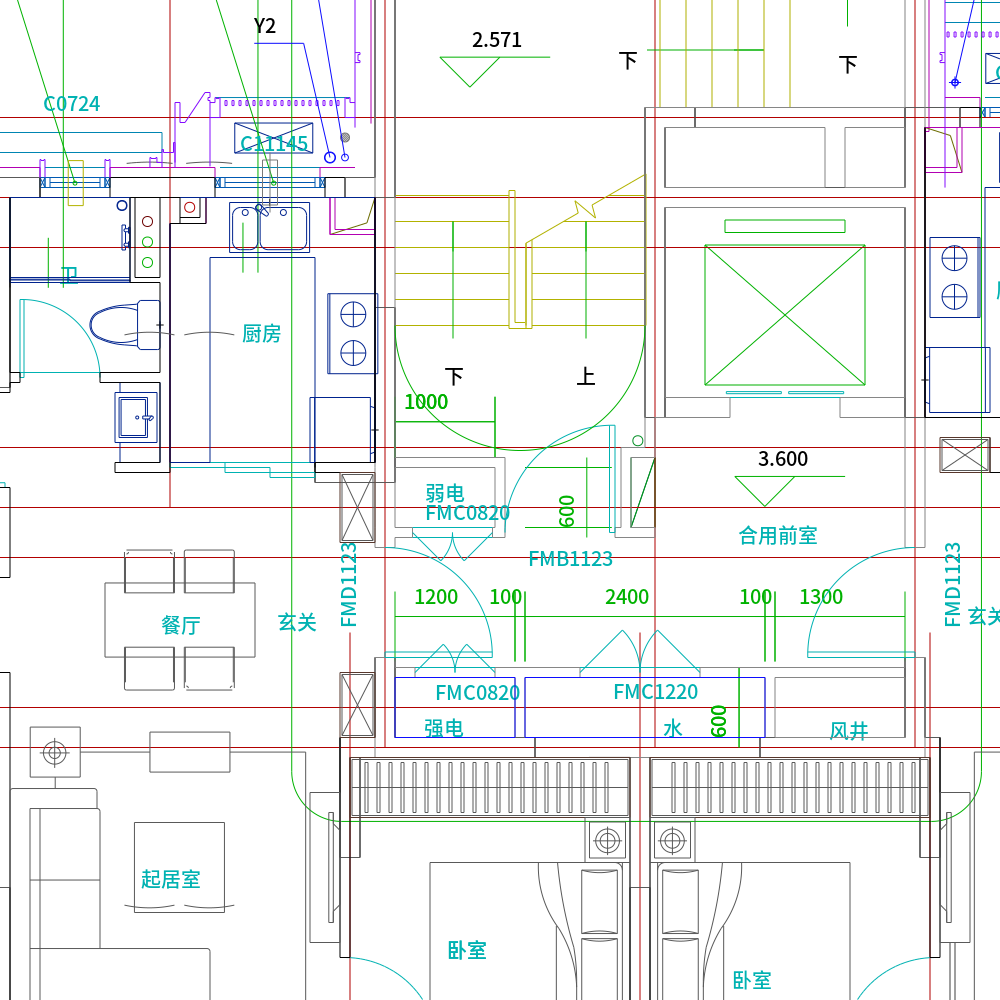 Y2
2.571
下
下
C0724
C11145
卫
厨房
下
上
1000
3.600
弱电
FMC0820
600
合用前室
FMB1123
FMD1123
FMD1123
1200
100
2400
100
1300
餐厅
玄关
玄关
FMC0820
FMC1220
强电
水
600
风井
起居室
卧室
卧室